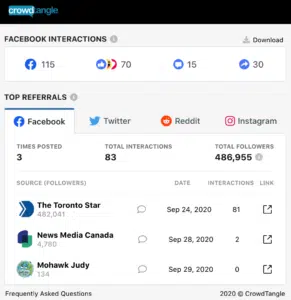 crowdtangle
FACEBOOK INTERACTIONS
Download
115 70 15 30
TOP REFERRALS
Facebook Twitter Reddit Instagram
TIMES POSTED TOTAL INTERACTIONS TOTAL FOLLOWERS
3 83 486,955
SOURCE (FOLLOWERS) DATE INTERACTIONS LINK
The Toronto Star
482,041
Sep 24, 2020 81
News Media Canada
4,780
Sep 28, 2020 2
Mohawk Judy
134
Sep 29, 2020 0
Frequently Asked Questions 2020 © CrowdTangle